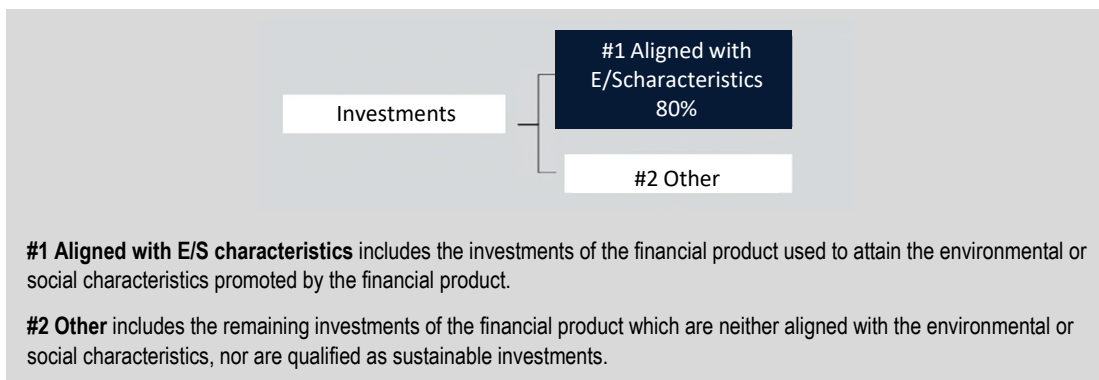 #1 Aligned with
E/Scharacteristics
80%
Investments
#2 Other
#1 Aligned with E/S characteristics includes the investments of the financial product used to attain the environmental or
social characteristics promoted by the financial product.
#2 Other includes the remaining investments of the financial product which are neither aligned with the environmental or
social characteristics, nor are qualified as sustainable investments.